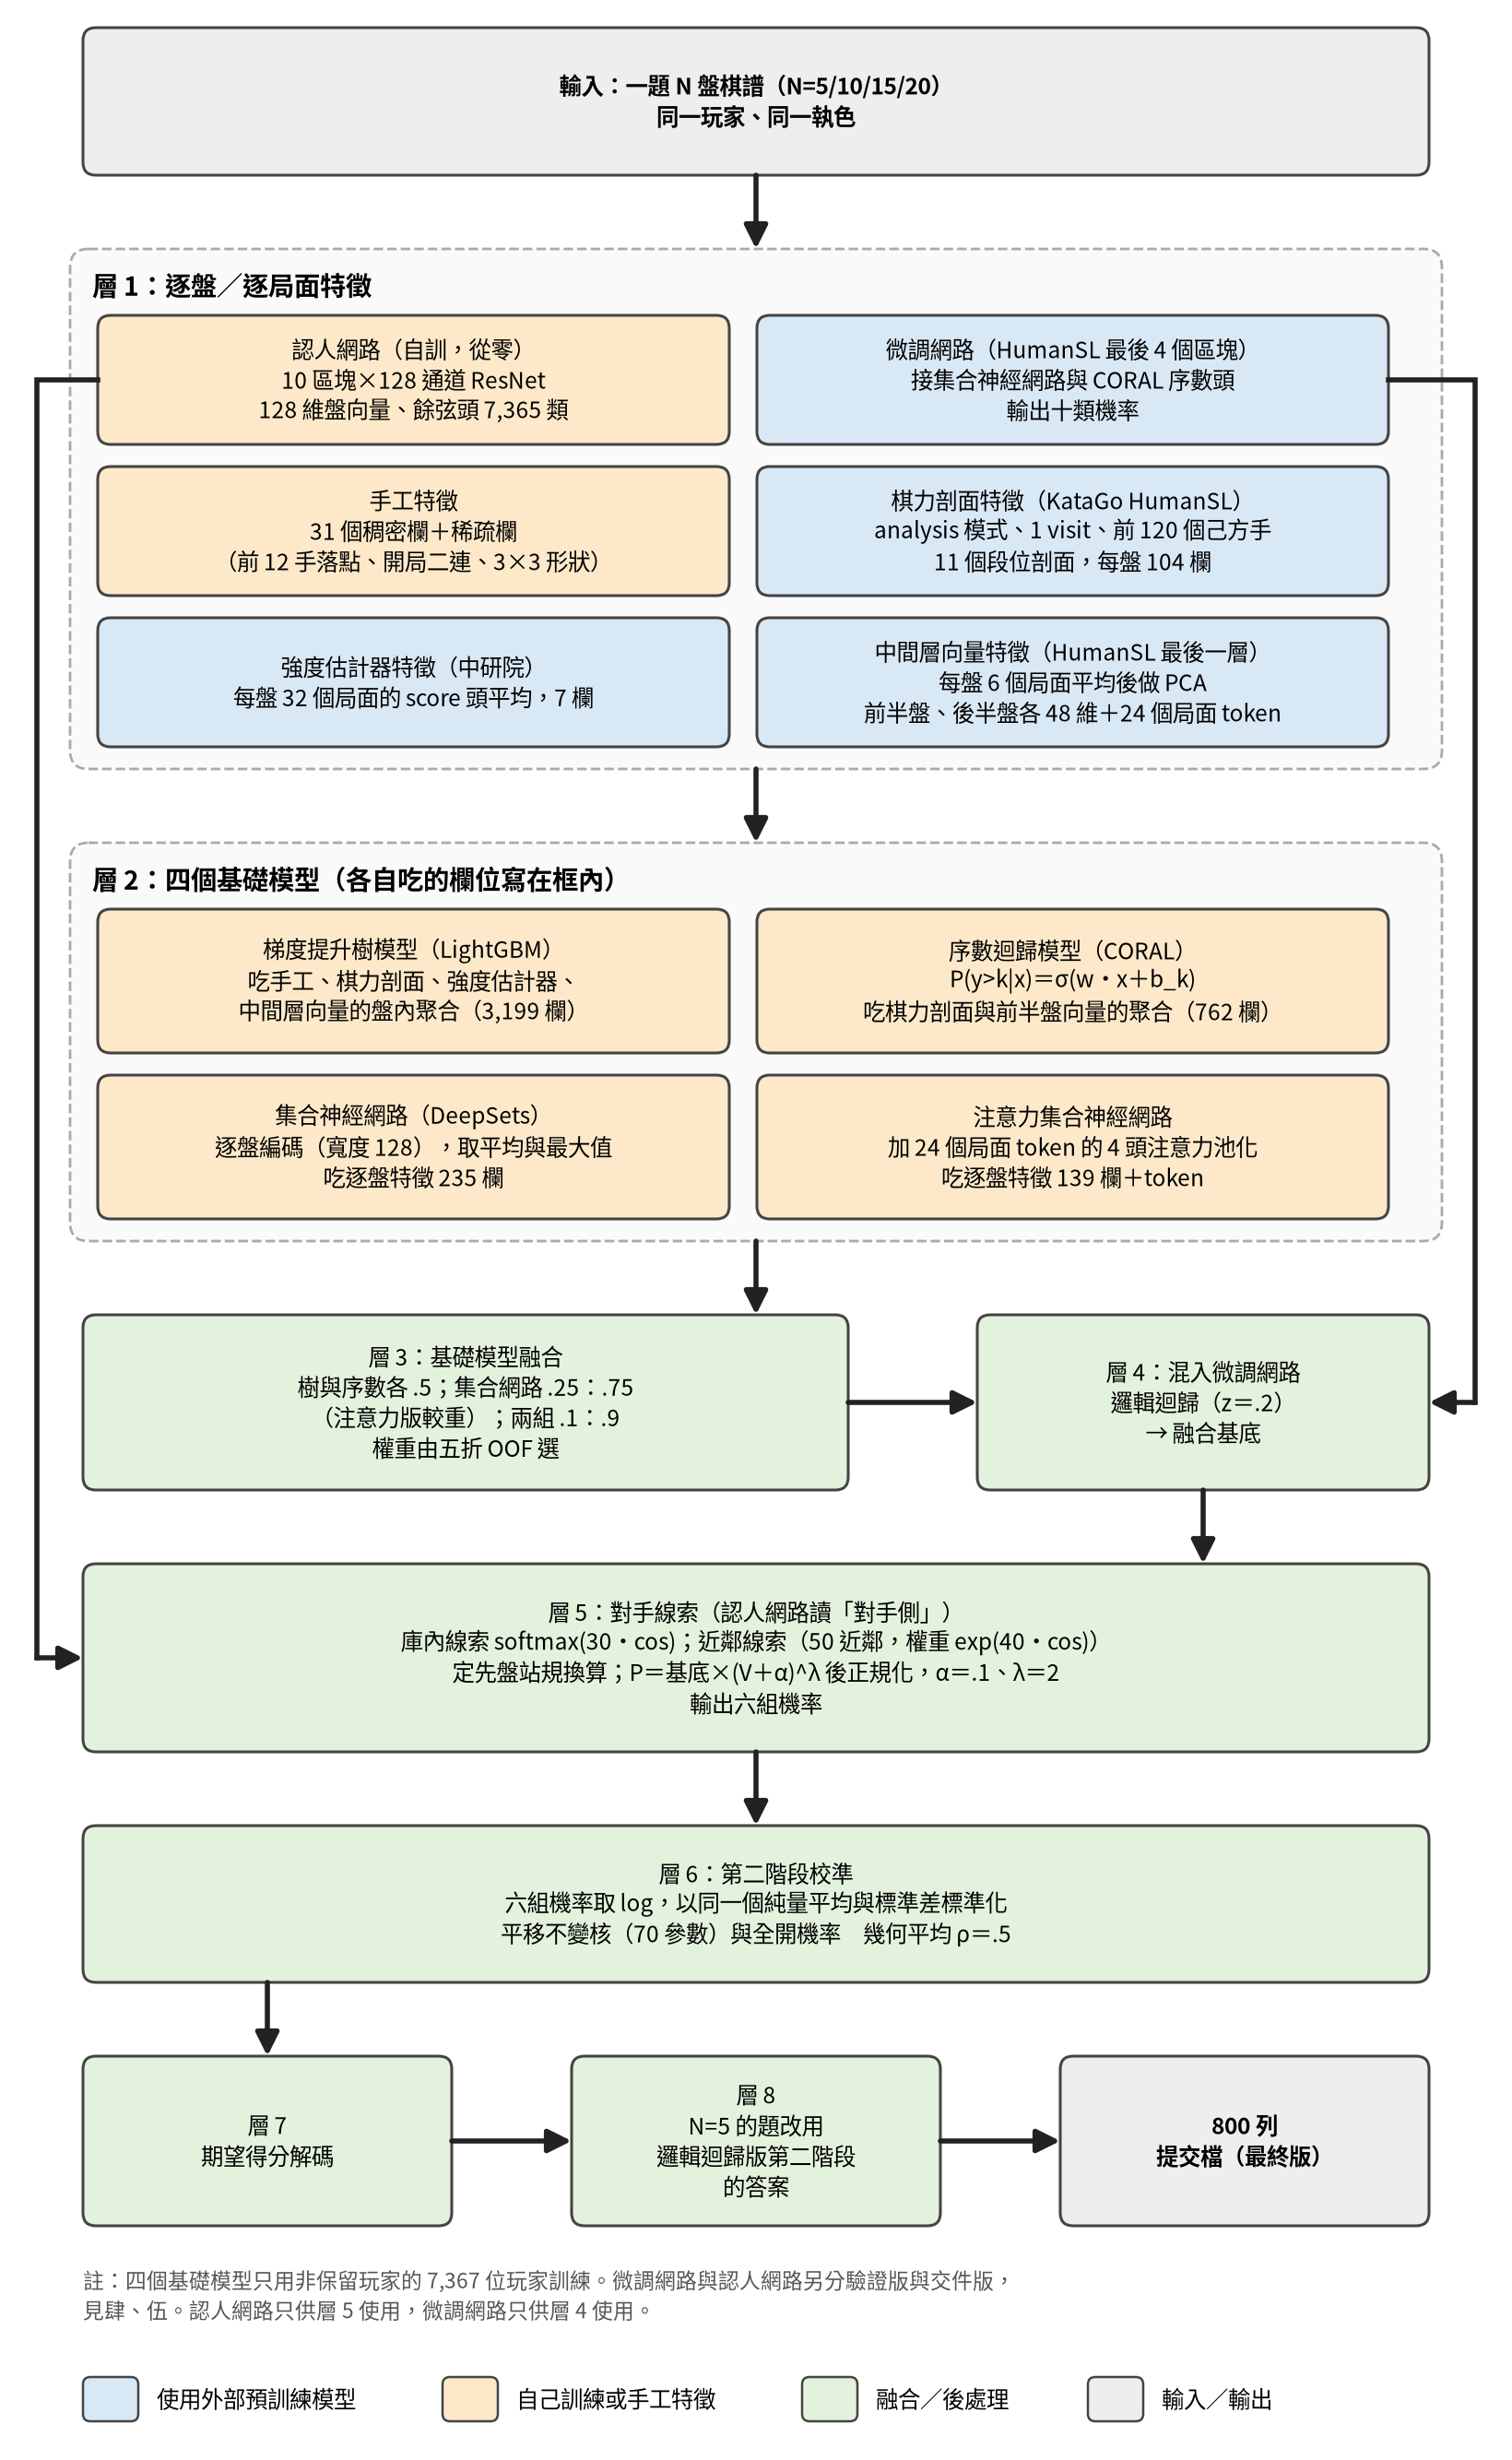 輸入：一題 N 盤棋譜（N=5/10/15/20）
同一玩家、同一執色
層 1：逐盤／逐局面特徵
認人網路（自訓，從零）
10 區塊×128 通道 ResNet
128 維盤向量、餘弦頭 7,365 類
微調網路（HumanSL 最後 4 個區塊）
接集合神經網路與 CORAL 序數頭
輸出十類機率
手工特徵
31 個稠密欄＋稀疏欄
（前 12 手落點、開局二連、3×3 形狀）
棋力剖面特徵（KataGo HumanSL）
analysis 模式、1 visit、前 120 個己方手
11 個段位剖面，每盤 104 欄
強度估計器特徵（中研院）
每盤 32 個局面的 score 頭平均，7 欄
中間層向量特徵（HumanSL 最後一層）
每盤 6 個局面平均後做 PCA
前半盤、後半盤各 48 維＋24 個局面 token
層 2：四個基礎模型（各自吃的欄位寫在框內）
梯度提升樹模型（LightGBM）
吃手工、棋力剖面、強度估計器、
中間層向量的盤內聚合（3,199 欄）
序數迴歸模型（CORAL）
P(y>k|x)＝σ(w・x＋b_k)
吃棋力剖面與前半盤向量的聚合（762 欄）
集合神經網路（DeepSets）
逐盤編碼（寬度 128），取平均與最大值
吃逐盤特徵 235 欄
注意力集合神經網路
加 24 個局面 token 的 4 頭注意力池化
吃逐盤特徵 139 欄＋token
層 3：基礎模型融合
樹與序數各 .5；集合網路 .25：.75
（注意力版較重）；兩組 .1：.9
權重由五折 OOF 選
層 4：混入微調網路
邏輯迴歸（z＝.2）
→ 融合基底
層 5：對手線索（認人網路讀「對手側」）
庫內線索 softmax(30・cos)；近鄰線索（50 近鄰，權重 exp(40・cos)）
定先盤站規換算；P＝基底×(V＋α)^λ 後正規化，α＝.1、λ＝2
輸出六組機率
層 6：第二階段校準
六組機率取 log，以同一個純量平均與標準差標準化
平移不變核（70 參數）與全開機率　幾何平均 ρ＝.5
層 7
期望得分解碼
層 8
N=5 的題改用
邏輯迴歸版第二階段
的答案
800 列
提交檔（最終版）
註：四個基礎模型只用非保留玩家的 7,367 位玩家訓練。微調網路與認人網路另分驗證版與交件版，
見肆、伍。認人網路只供層 5 使用，微調網路只供層 4 使用。
使用外部預訓練模型
自己訓練或手工特徵
融合／後處理
輸入／輸出